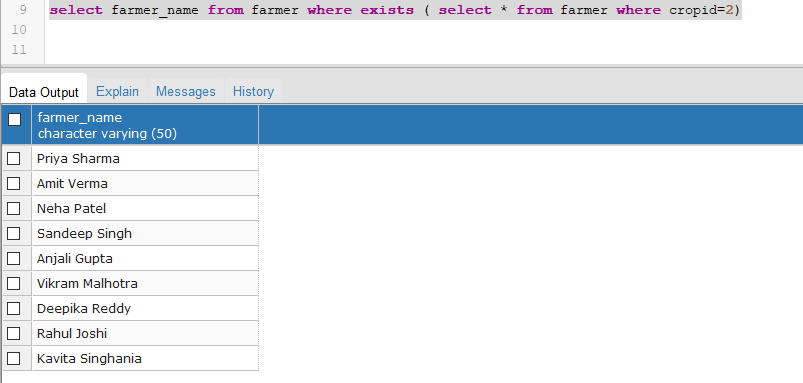 9 select farmer_name from farmer where exists ( select * from farmer where cropid=2)
10
11
Data Output Explain Messages History
farmer_name
character varying (50)
Priya Sharma
Amit Verma
Neha Patel
Sandeep Singh
Anjali Gupta
Vikram Malhotra
Deepika Reddy
Rahul Joshi
Kavita Singhania